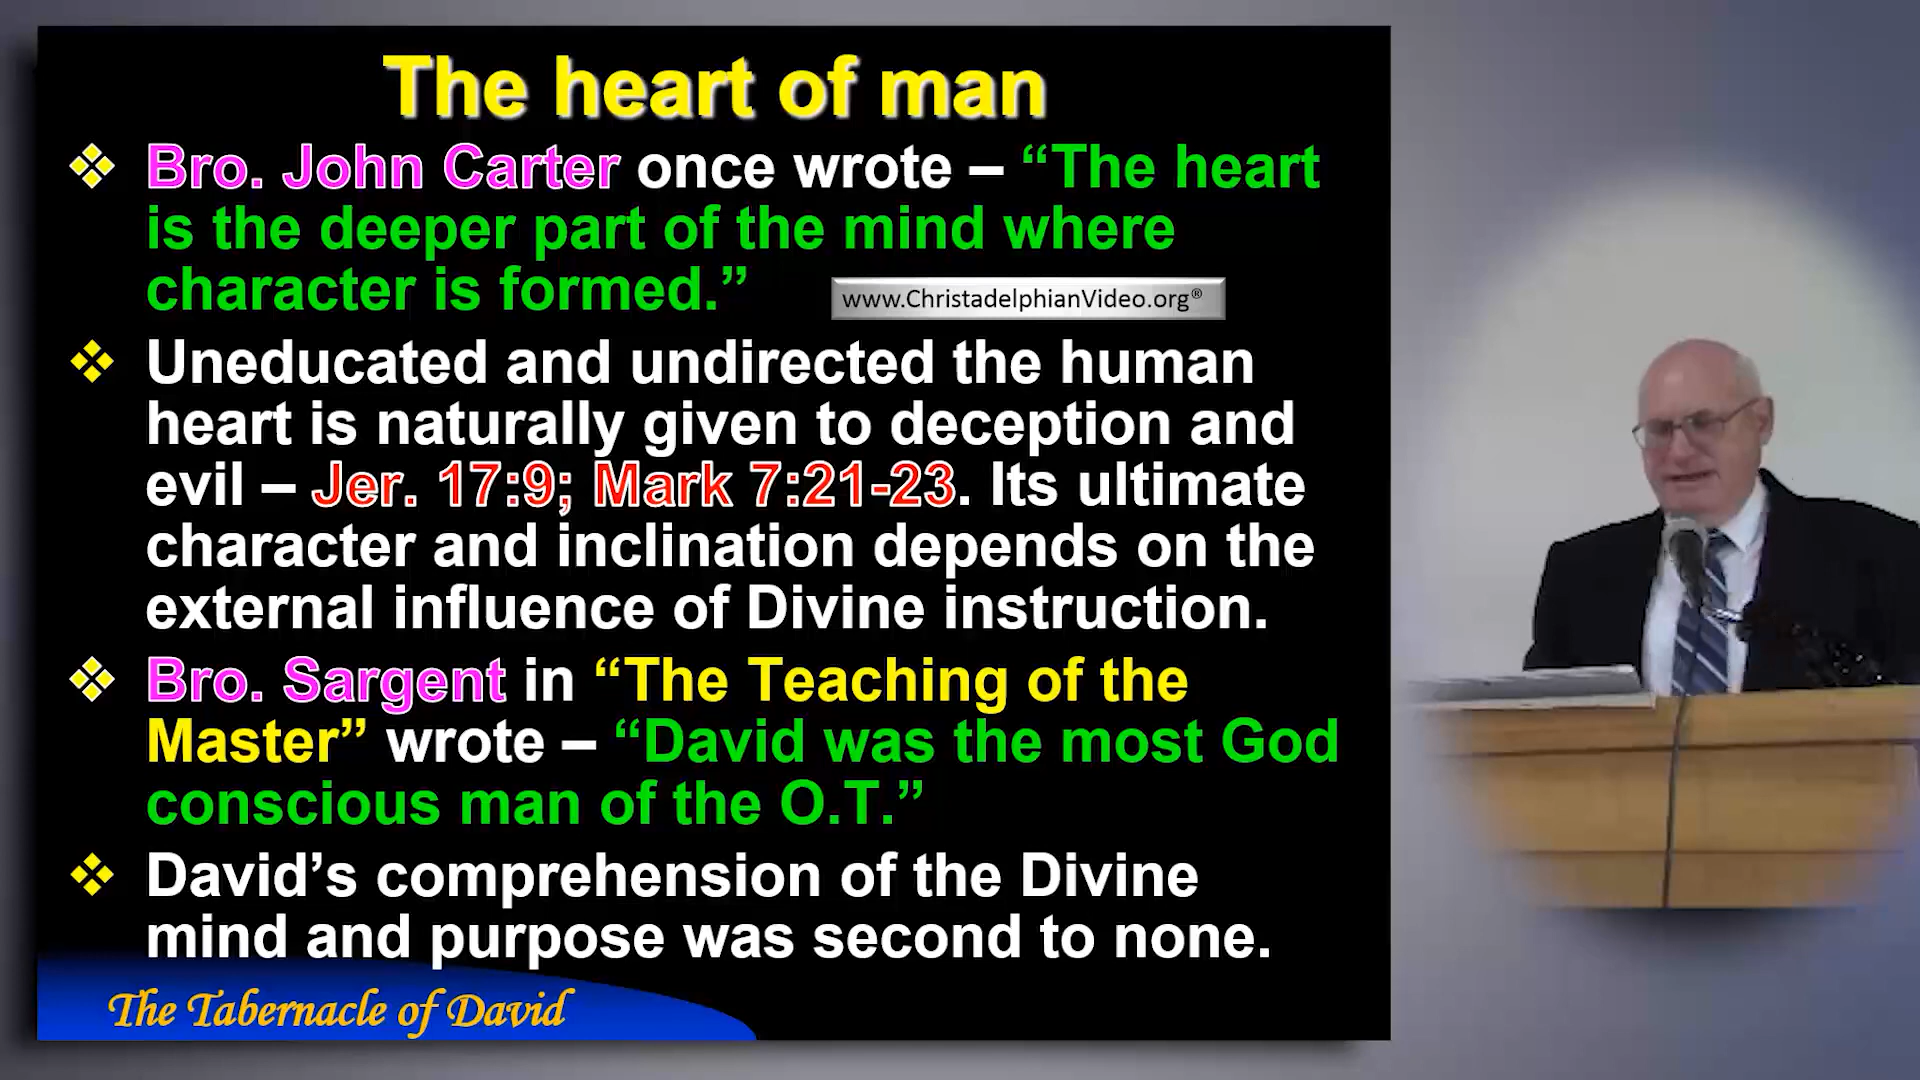 The heart of man
❖ Bro. John Carter once wrote – “The heart
is the deeper part of the mind where
character is formed.”
www.ChristadelphianVideo.org®
❖ Uneducated and undirected the human
heart is naturally given to deception and
evil – Jer. 17:9; Mark 7:21-23. Its ultimate
character and inclination depends on the
external influence of Divine instruction.
❖ Bro. Sargent in “The Teaching of the
Master” wrote – “David was the most God
conscious man of the O.T.”
❖ David’s comprehension of the Divine
mind and purpose was second to none.
The Tabernacle of David